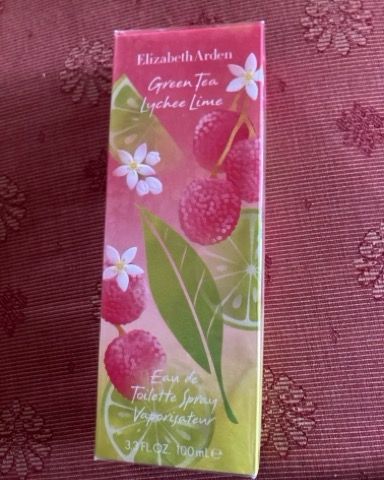 Elizabeth Arden
Green Tea
Lychee Lime
Eau de
Toilette Spray
Vaporisateur
3.3 FL.OZ. 100mL℮